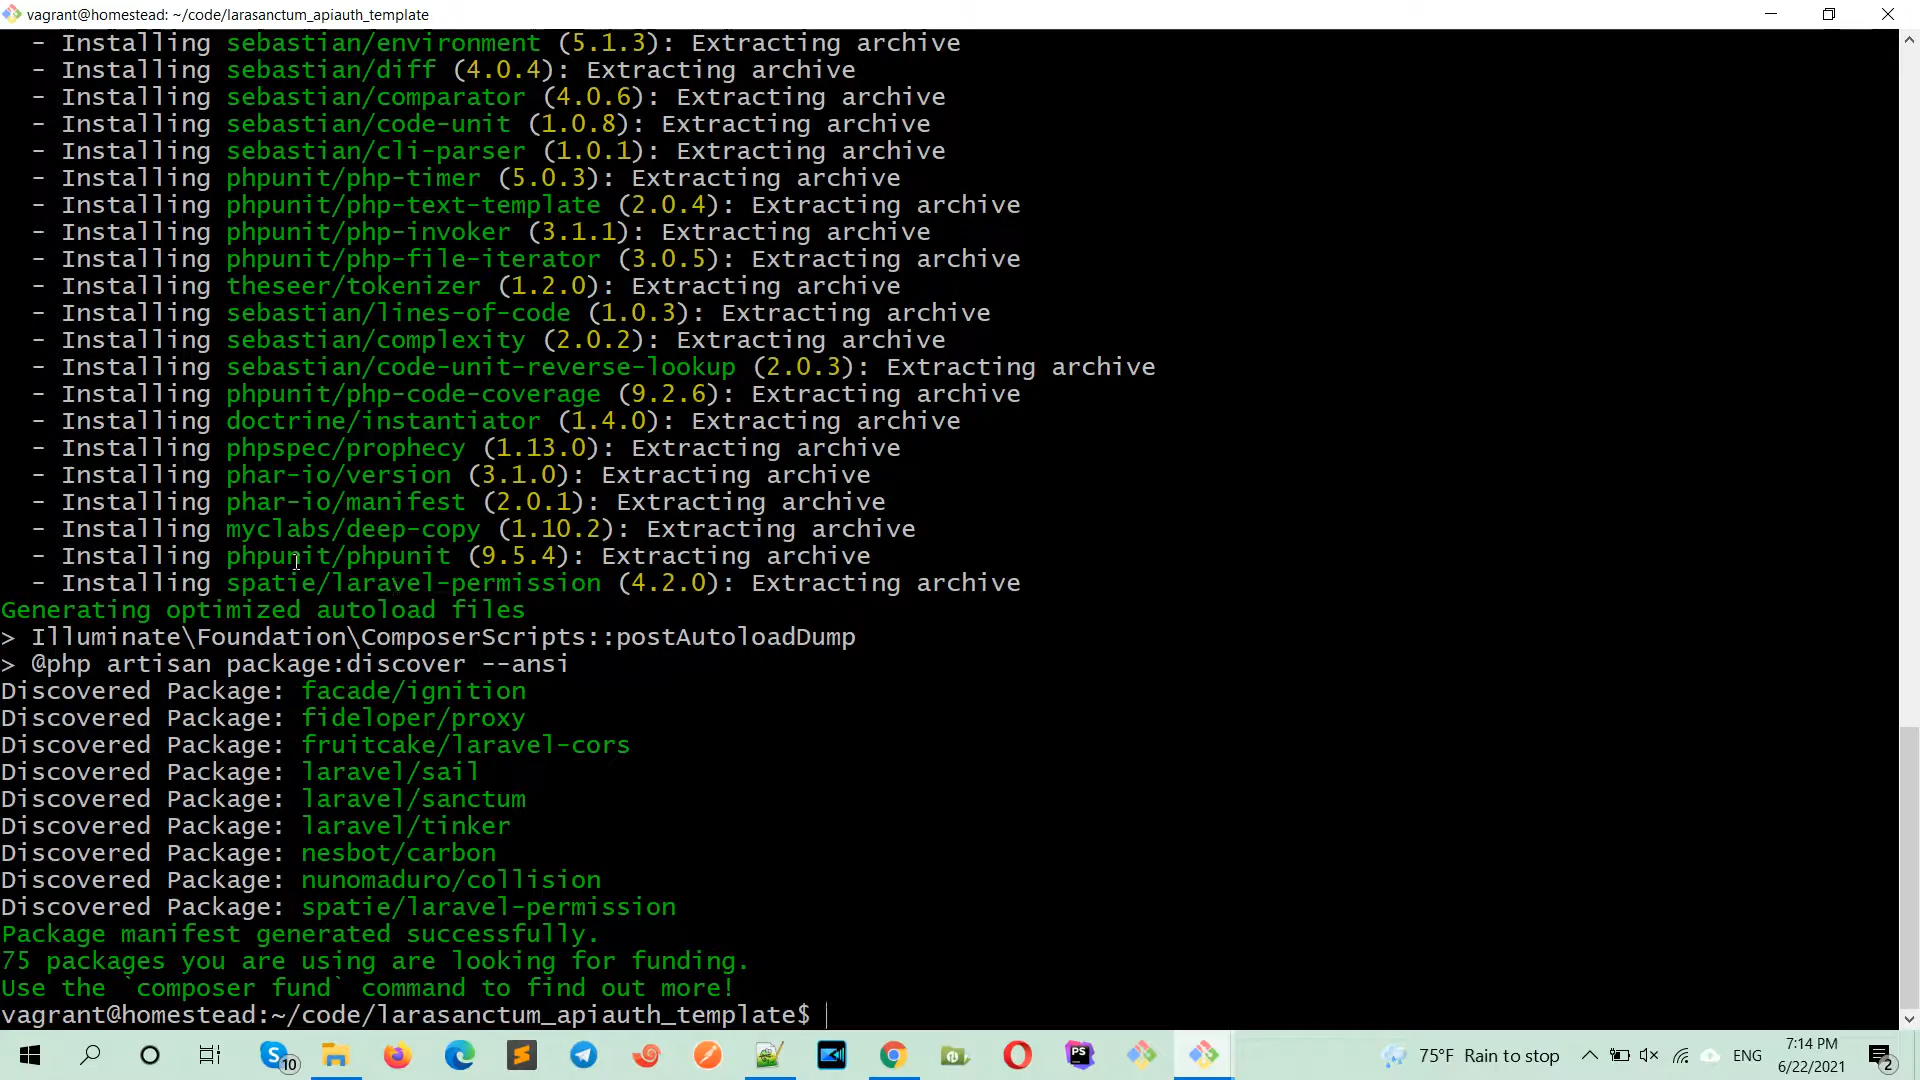 vagrant@homestead: ~/code/larasanctum_apiauth_template
- Installing sebastian/environment (5.1.3): Extracting archive
- Installing sebastian/diff (4.0.4): Extracting archive
- Installing sebastian/comparator (4.0.6): Extracting archive
- Installing sebastian/code-unit (1.0.8): Extracting archive
- Installing sebastian/cli-parser (1.0.1): Extracting archive
- Installing phpunit/php-timer (5.0.3): Extracting archive
- Installing phpunit/php-text-template (2.0.4): Extracting archive
- Installing phpunit/php-invoker (3.1.1): Extracting archive
- Installing phpunit/php-file-iterator (3.0.5): Extracting archive
- Installing theseer/tokenizer (1.2.0): Extracting archive
- Installing sebastian/lines-of-code (1.0.3): Extracting archive
- Installing sebastian/complexity (2.0.2): Extracting archive
- Installing sebastian/code-unit-reverse-lookup (2.0.3): Extracting archive
- Installing phpunit/php-code-coverage (9.2.6): Extracting archive
- Installing doctrine/instantiator (1.4.0): Extracting archive
- Installing phpspec/prophecy (1.13.0): Extracting archive
- Installing phar-io/version (3.1.0): Extracting archive
- Installing phar-io/manifest (2.0.1): Extracting archive
- Installing myclabs/deep-copy (1.10.2): Extracting archive
- Installing phpunit/phpunit (9.5.4): Extracting archive
- Installing spatie/laravel-permission (4.2.0): Extracting archive
Generating optimized autoload files
> Illuminate\Foundation\ComposerScripts::postAutoloadDump
> @php artisan package:discover --ansi
Discovered Package: facade/ignition
Discovered Package: fideloper/proxy
Discovered Package: fruitcake/laravel-cors
Discovered Package: laravel/sail
Discovered Package: laravel/sanctum
Discovered Package: laravel/tinker
Discovered Package: nesbot/carbon
Discovered Package: nunomaduro/collision
Discovered Package: spatie/laravel-permission
Package manifest generated successfully.
75 packages you are using are looking for funding.
Use the `composer fund` command to find out more!
vagrant@homestead:~/code/larasanctum_apiauth_template$
S 10
PS
75°F Rain to stop
ENG
7:14 PM
6/22/2021
2